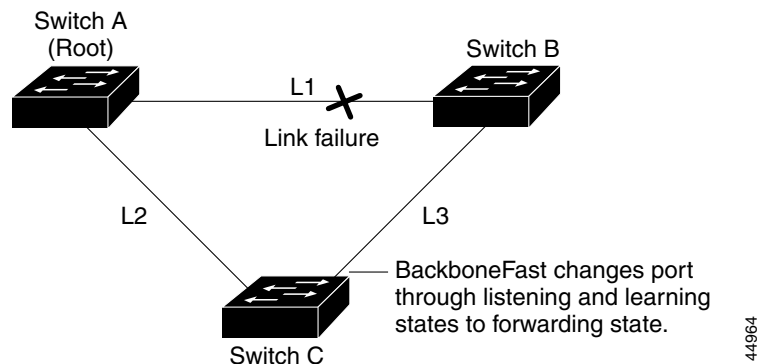 Switch A
(Root)
Switch B
L1
Link failure
L2
L3
BackboneFast changes port
through listening and learning
states to forwarding state.
Switch C
44964